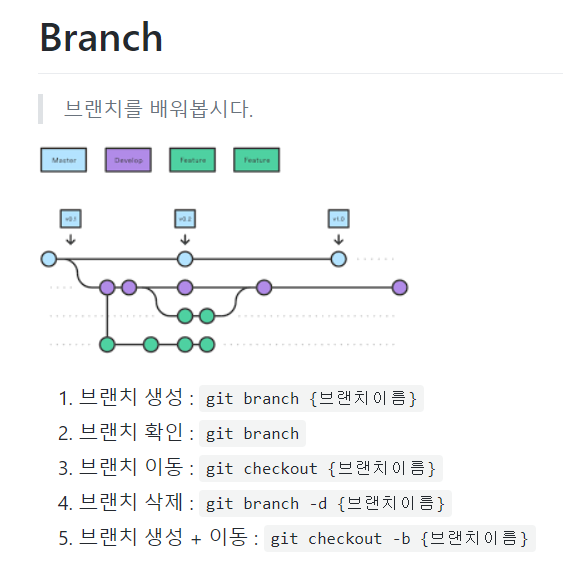 Branch
브랜치를 배워봅시다.
Master Develop Feature Feature
v0.1 v0.2 v1.0
1. 브랜치 생성 : git branch {브랜치이름}
2. 브랜치 확인 : git branch
3. 브랜치 이동 : git checkout {브랜치이름}
4. 브랜치 삭제 : git branch -d {브랜치이름}
5. 브랜치 생성 + 이동 : git checkout -b {브랜치이름}